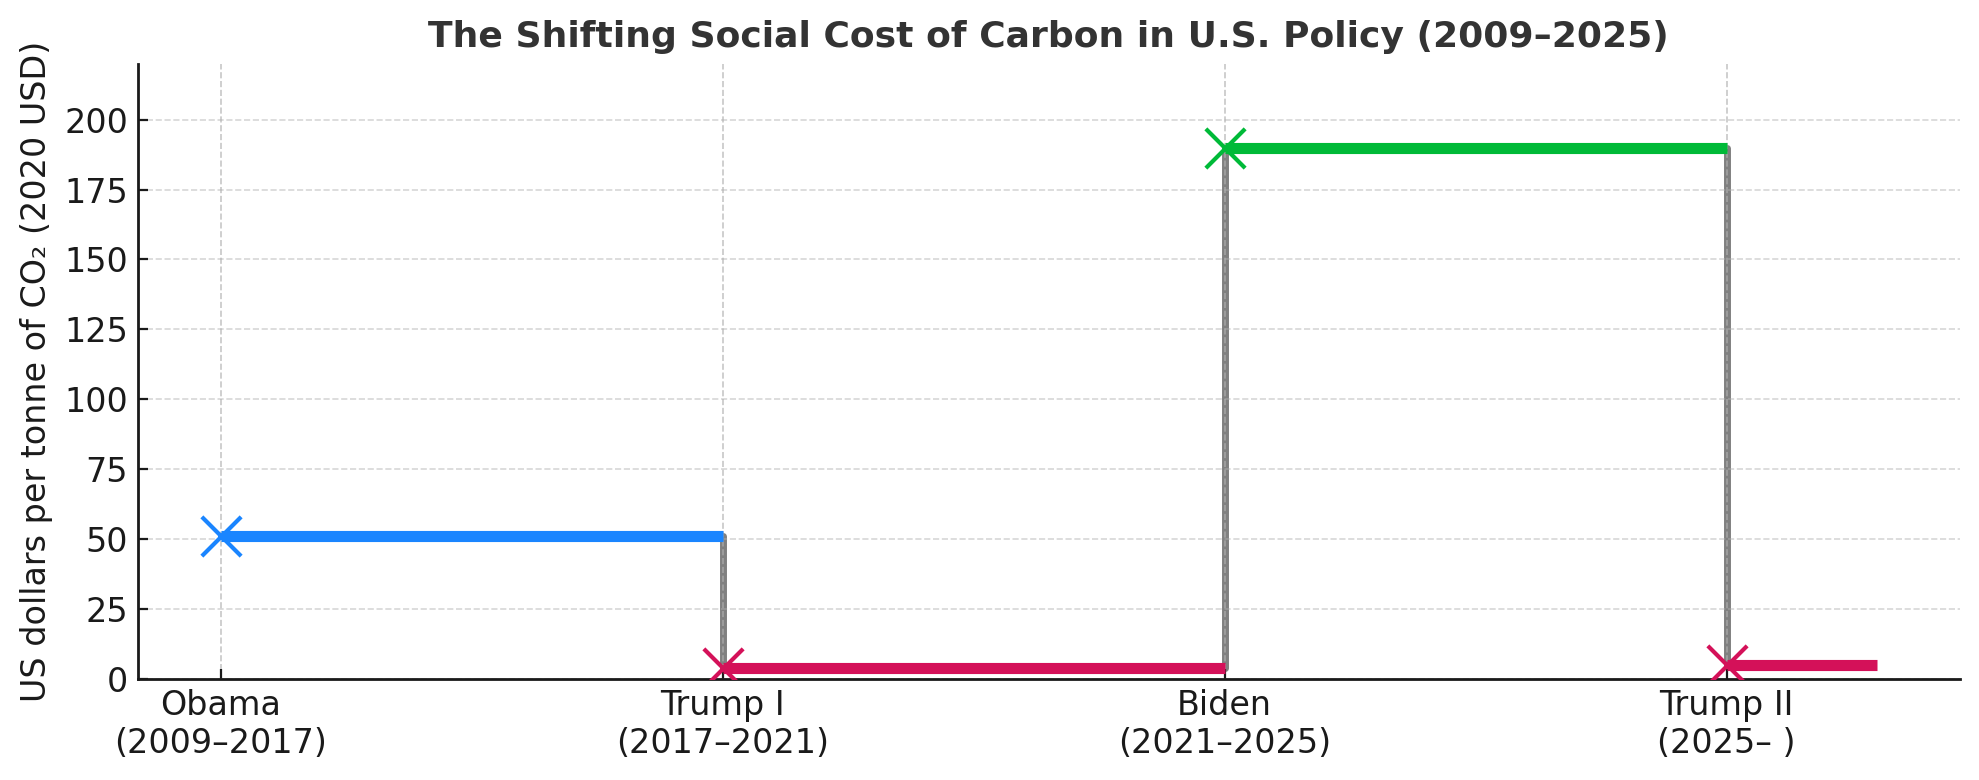 The Shifting Social Cost of Carbon in U.S. Policy (2009–2025)
US dollars per tonne of CO₂ (2020 USD)
200
175
150
125
100
75
50
25
0
Obama Trump I Biden Trump II
(2009–2017) (2017–2021) (2021–2025) (2025– )